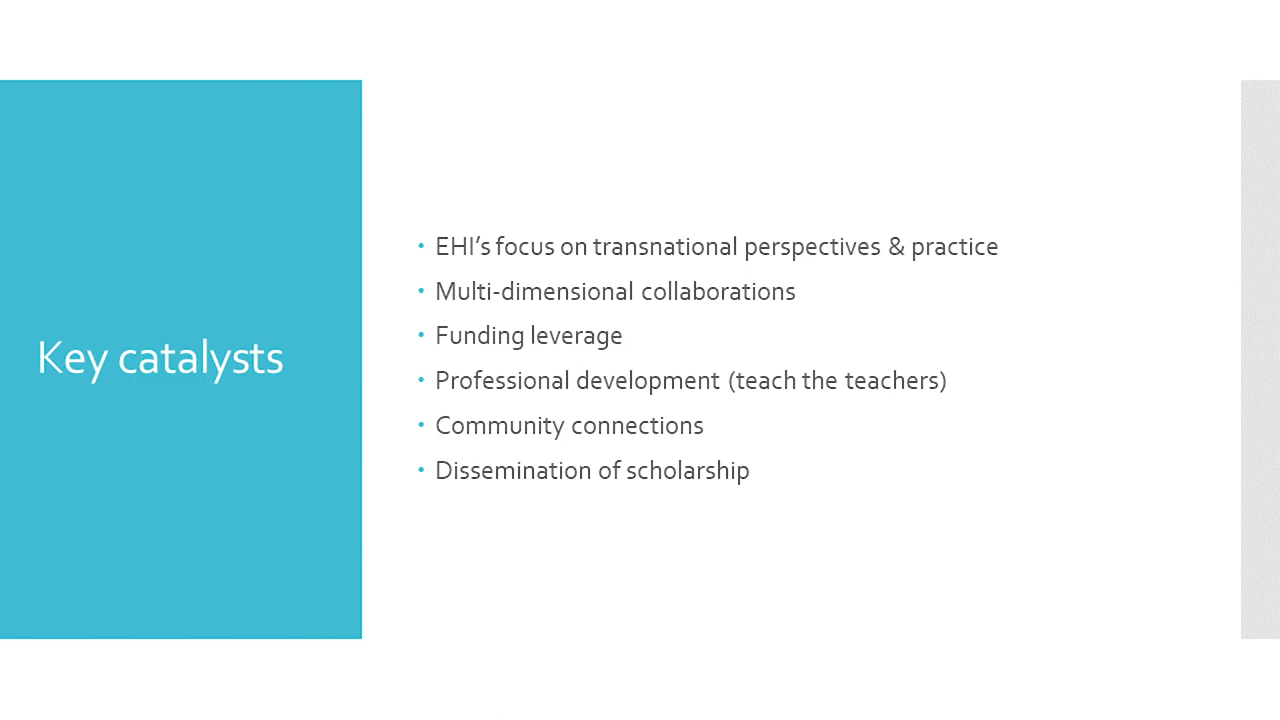 Key catalysts
• EHI’s focus on transnational perspectives & practice
• Multi-dimensional collaborations
• Funding leverage
• Professional development (teach the teachers)
• Community connections
• Dissemination of scholarship